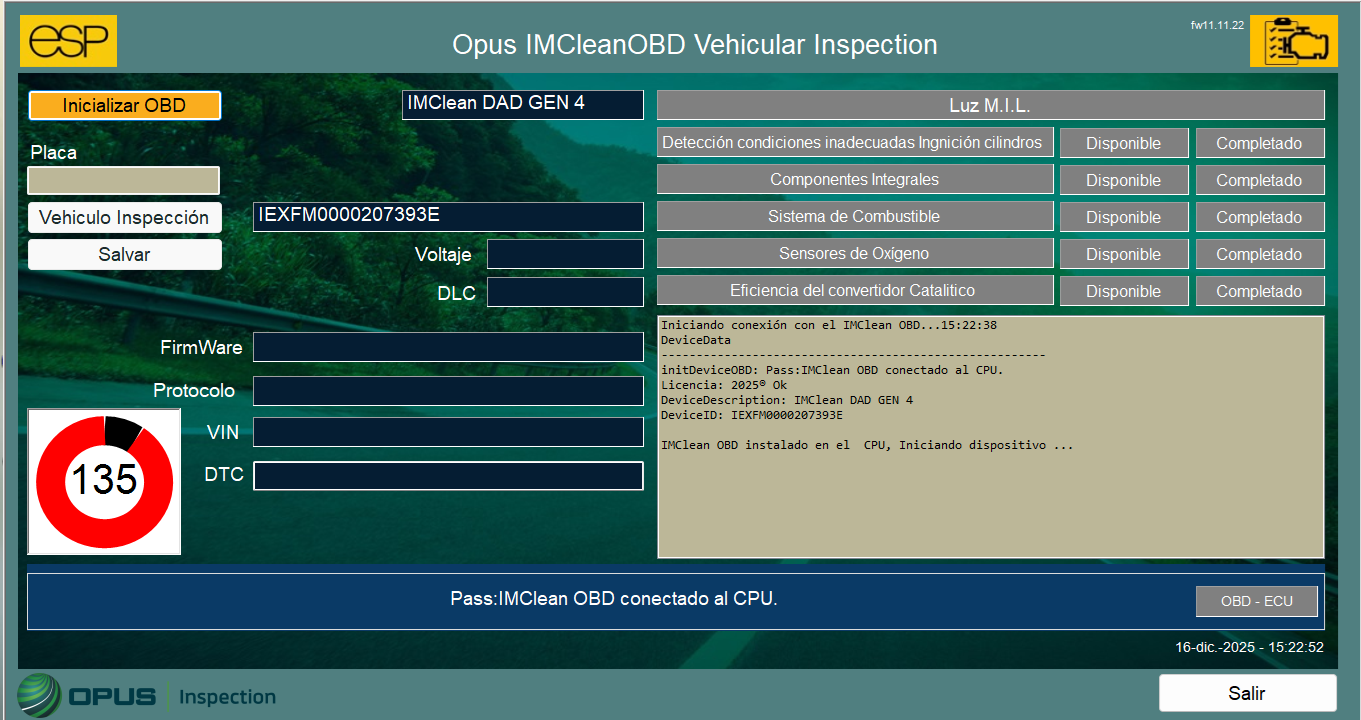 esp
Opus IMCleanOBD Vehicular Inspection
fw11.11.22
Inicializar OBD
IMClean DAD GEN 4
Placa
Vehiculo Inspección
IEXFM0000207393E
Salvar
Voltaje
DLC
FirmWare
Protocolo
VIN
DTC
135
Luz M.I.L.
Detección condiciones inadecuadas Ingnición cilindros Disponible Completado
Componentes Integrales Disponible Completado
Sistema de Combustible Disponible Completado
Sensores de Oxígeno Disponible Completado
Eficiencia del convertidor Catalitico Disponible Completado
Iniciando conexión con el IMClean OBD...15:22:38
DeviceData
------------------------------------------------------
initDeviceOBD: Pass:IMClean OBD conectado al CPU.
Licencia: 2025® Ok
DeviceDescription: IMClean DAD GEN 4
DeviceID: IEXFM0000207393E
IMClean OBD instalado en el  CPU, Iniciando dispositivo ...
Pass:IMClean OBD conectado al CPU.
OBD - ECU
16-dic.-2025 - 15:22:52
OPUS Inspection
Salir